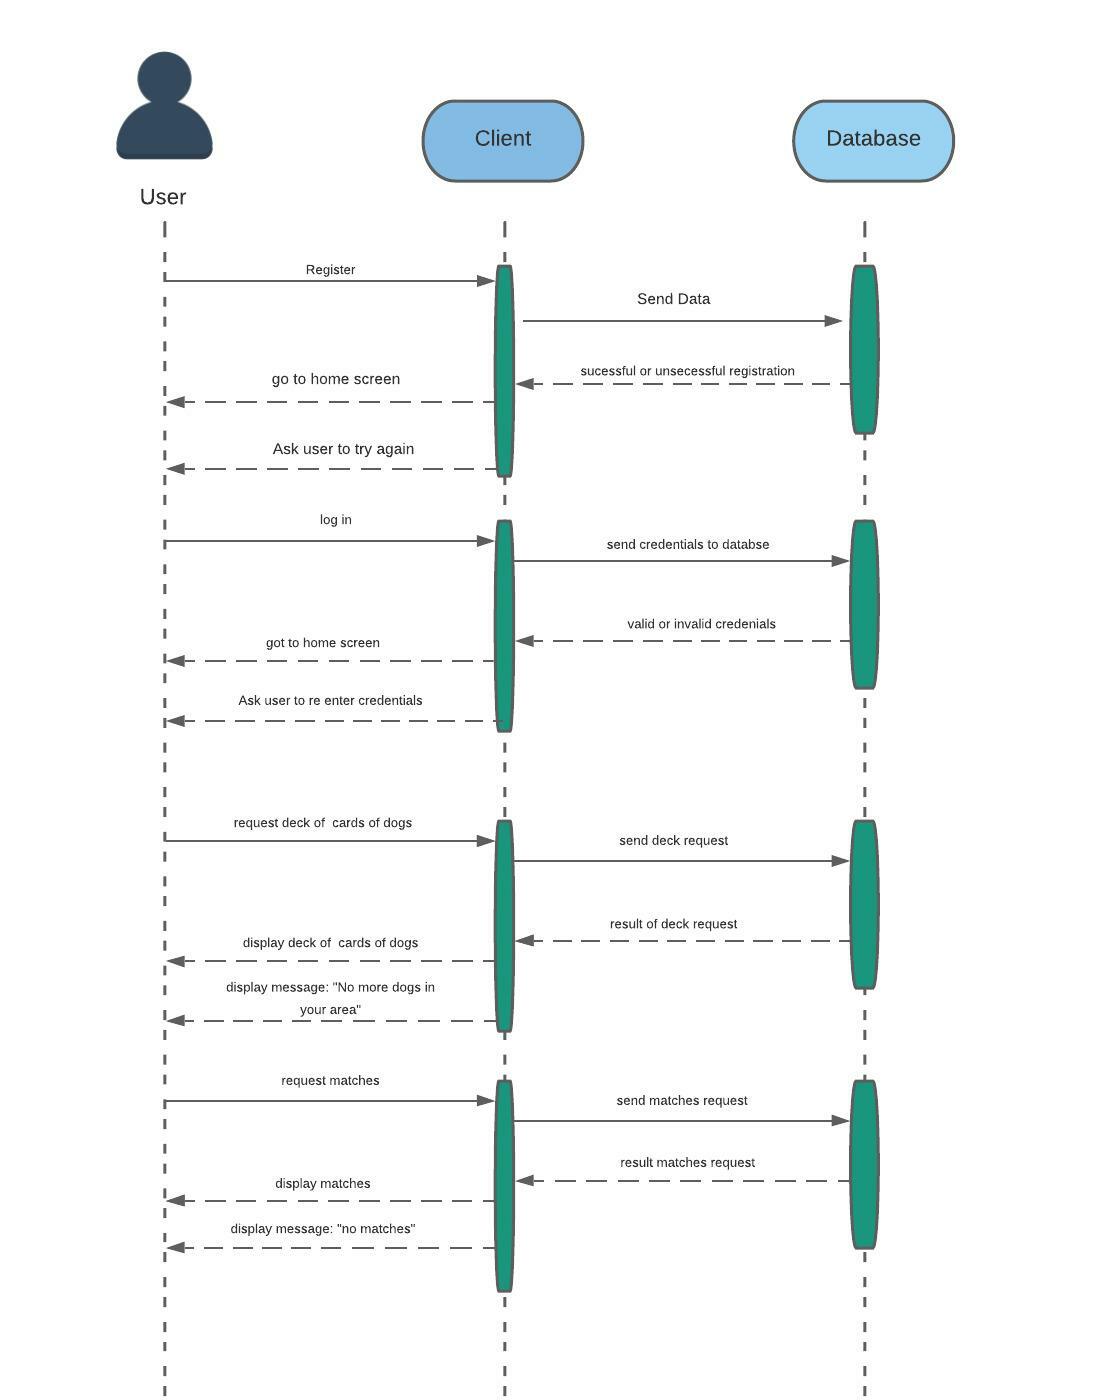 User
Client
Database
Register
Send Data
sucessful or unsecessful registration
go to home screen
Ask user to try again
log in
send credentials to databse
valid or invalid credenials
got to home screen
Ask user to re enter credentials
request deck of  cards of dogs
send deck request
result of deck request
display deck of  cards of dogs
display message: "No more dogs in
your area"
request matches
send matches request
result matches request
display matches
display message: "no matches"